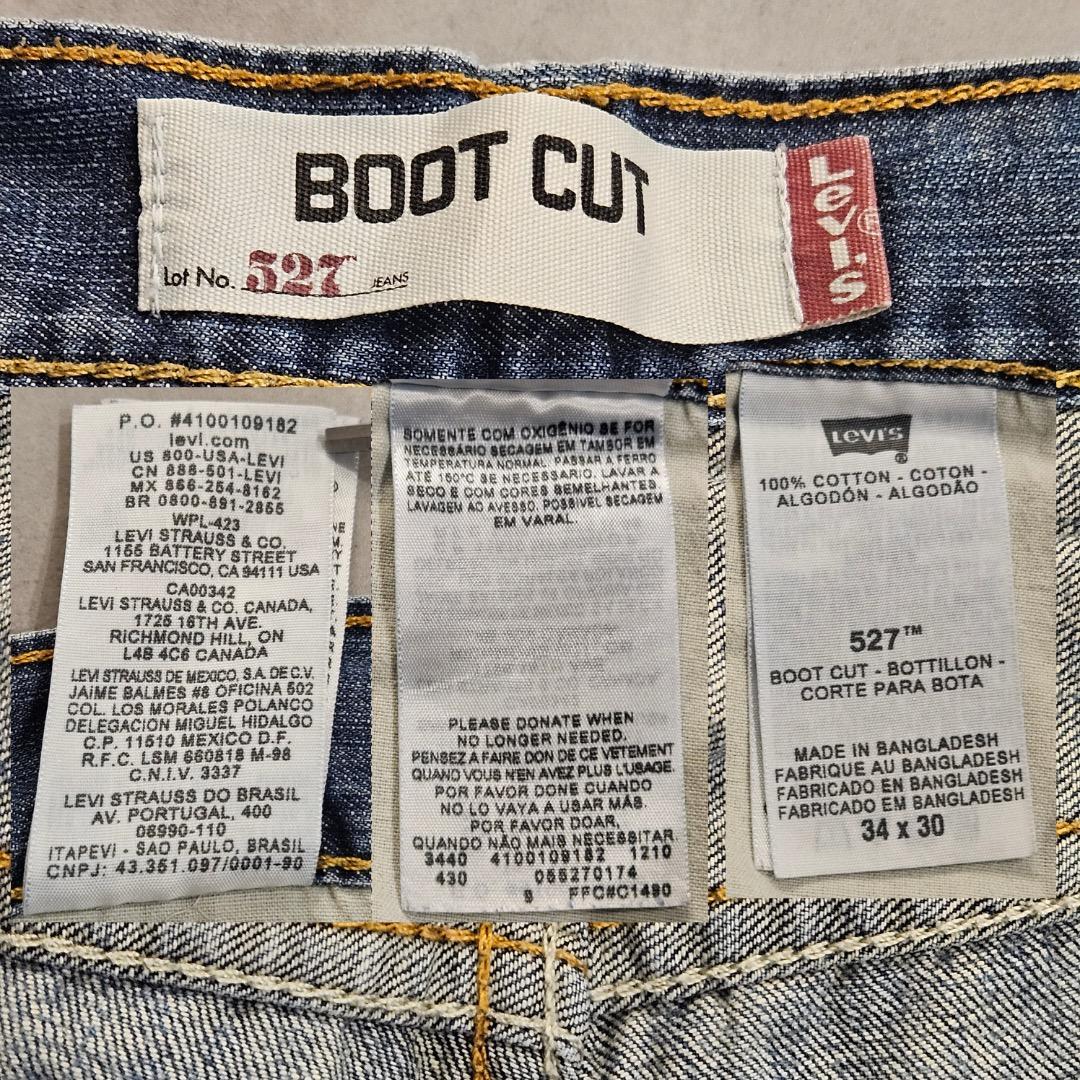 BOOT CUT
Lot No. 527 JEANS
Levi's ®
P.O. #4100109182
levi.com
US 800-USA-LEVI
CN 888-501-LEVI
MX 866-254-8162
BR 0800-891-2855
WPL-423
LEVI STRAUSS & CO.
1155 BATTERY STREET
SAN FRANCISCO, CA 94111 USA
CA00342
LEVI STRAUSS & CO. CANADA,
1725 16TH AVE.
RICHMOND HILL, ON
L4B 4C6 CANADA
LEVI STRAUSS DE MEXICO, S.A. DE C.V.
JAIME BALMES #8 OFICINA 502
COL. LOS MORALES POLANCO
DELEGACION MIGUEL HIDALGO
C.P. 11510 MEXICO D.F.
R.F.C. LSM 660818 M-98
C.N.I.V. 3337
LEVI STRAUSS DO BRASIL
AV. PORTUGAL, 400
06990-110
ITAPEVI - SAO PAULO, BRASIL
CNPJ: 43.351.097/0001-90
SOMENTE COM OXIGÊNIO SE FOR
NECESSÁRIO SECAGEM EM TAMBOR EM
TEMPERATURA NORMAL. PASSAR A FERRO
ATÉ 150°C SE NECESSÁRIO. LAVAR A
SECO E COM CORES SEMELHANTES.
LAVAGEM AO AVESSO. POSSÍVEL SECAGEM
EM VARAL.
PLEASE DONATE WHEN
NO LONGER NEEDED.
PENSEZ À FAIRE DON DE CE VETEMENT
QUAND VOUS N'EN AVEZ PLUS L'USAGE.
POR FAVOR DONE CUANDO
NO LO VAYA A USAR MÁS.
POR FAVOR DOAR,
QUANDO NÃO MAIS NECESSITAR.
3440 4100109182 1210
430 055270174
9 FFC#C1490
LEVI'S ®
100% COTTON - COTON -
ALGODÓN - ALGODÃO
527™
BOOT CUT - BOTTILLON -
CORTE PARA BOTA
MADE IN BANGLADESH
FABRIQUE AU BANGLADESH
FABRICADO EN BANGLADESH
FABRICADO EM BANGLADESH
34 x 30